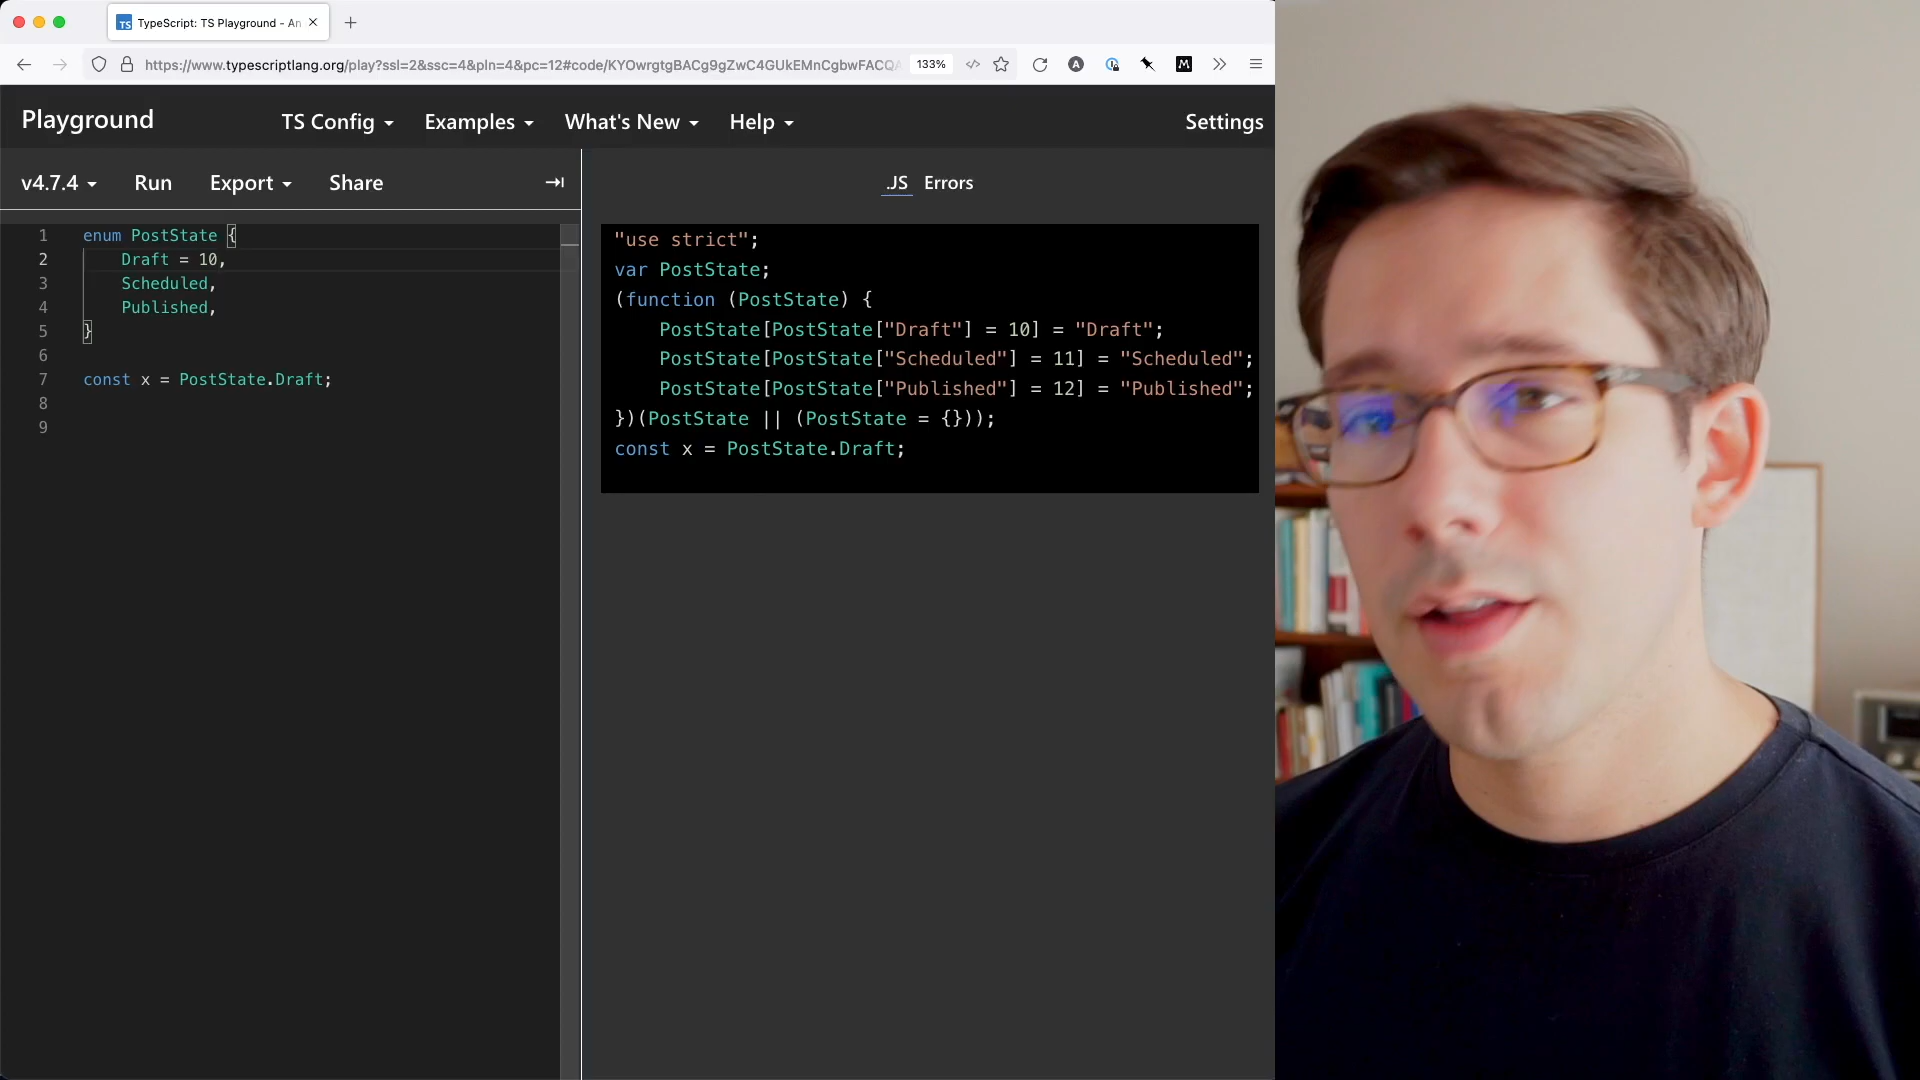 TS TypeScript: TS Playground - An
https://www.typescriptlang.org/play?ssl=2&ssc=4&pln=4&pc=12#code/KYOwrgtgBACg9gZwC4GUkEMnCgbwFACQA 133%
Playground TS Config Examples What's New Help Settings
v4.7.4 Run Export Share
.JS Errors
1 enum PostState {
2 Draft = 10,
3 Scheduled,
4 Published,
5 }
6
7 const x = PostState.Draft;
8
9
"use strict";
var PostState;
(function (PostState) {
PostState[PostState["Draft"] = 10] = "Draft";
PostState[PostState["Scheduled"] = 11] = "Scheduled";
PostState[PostState["Published"] = 12] = "Published";
})(PostState || (PostState = {}));
const x = PostState.Draft;